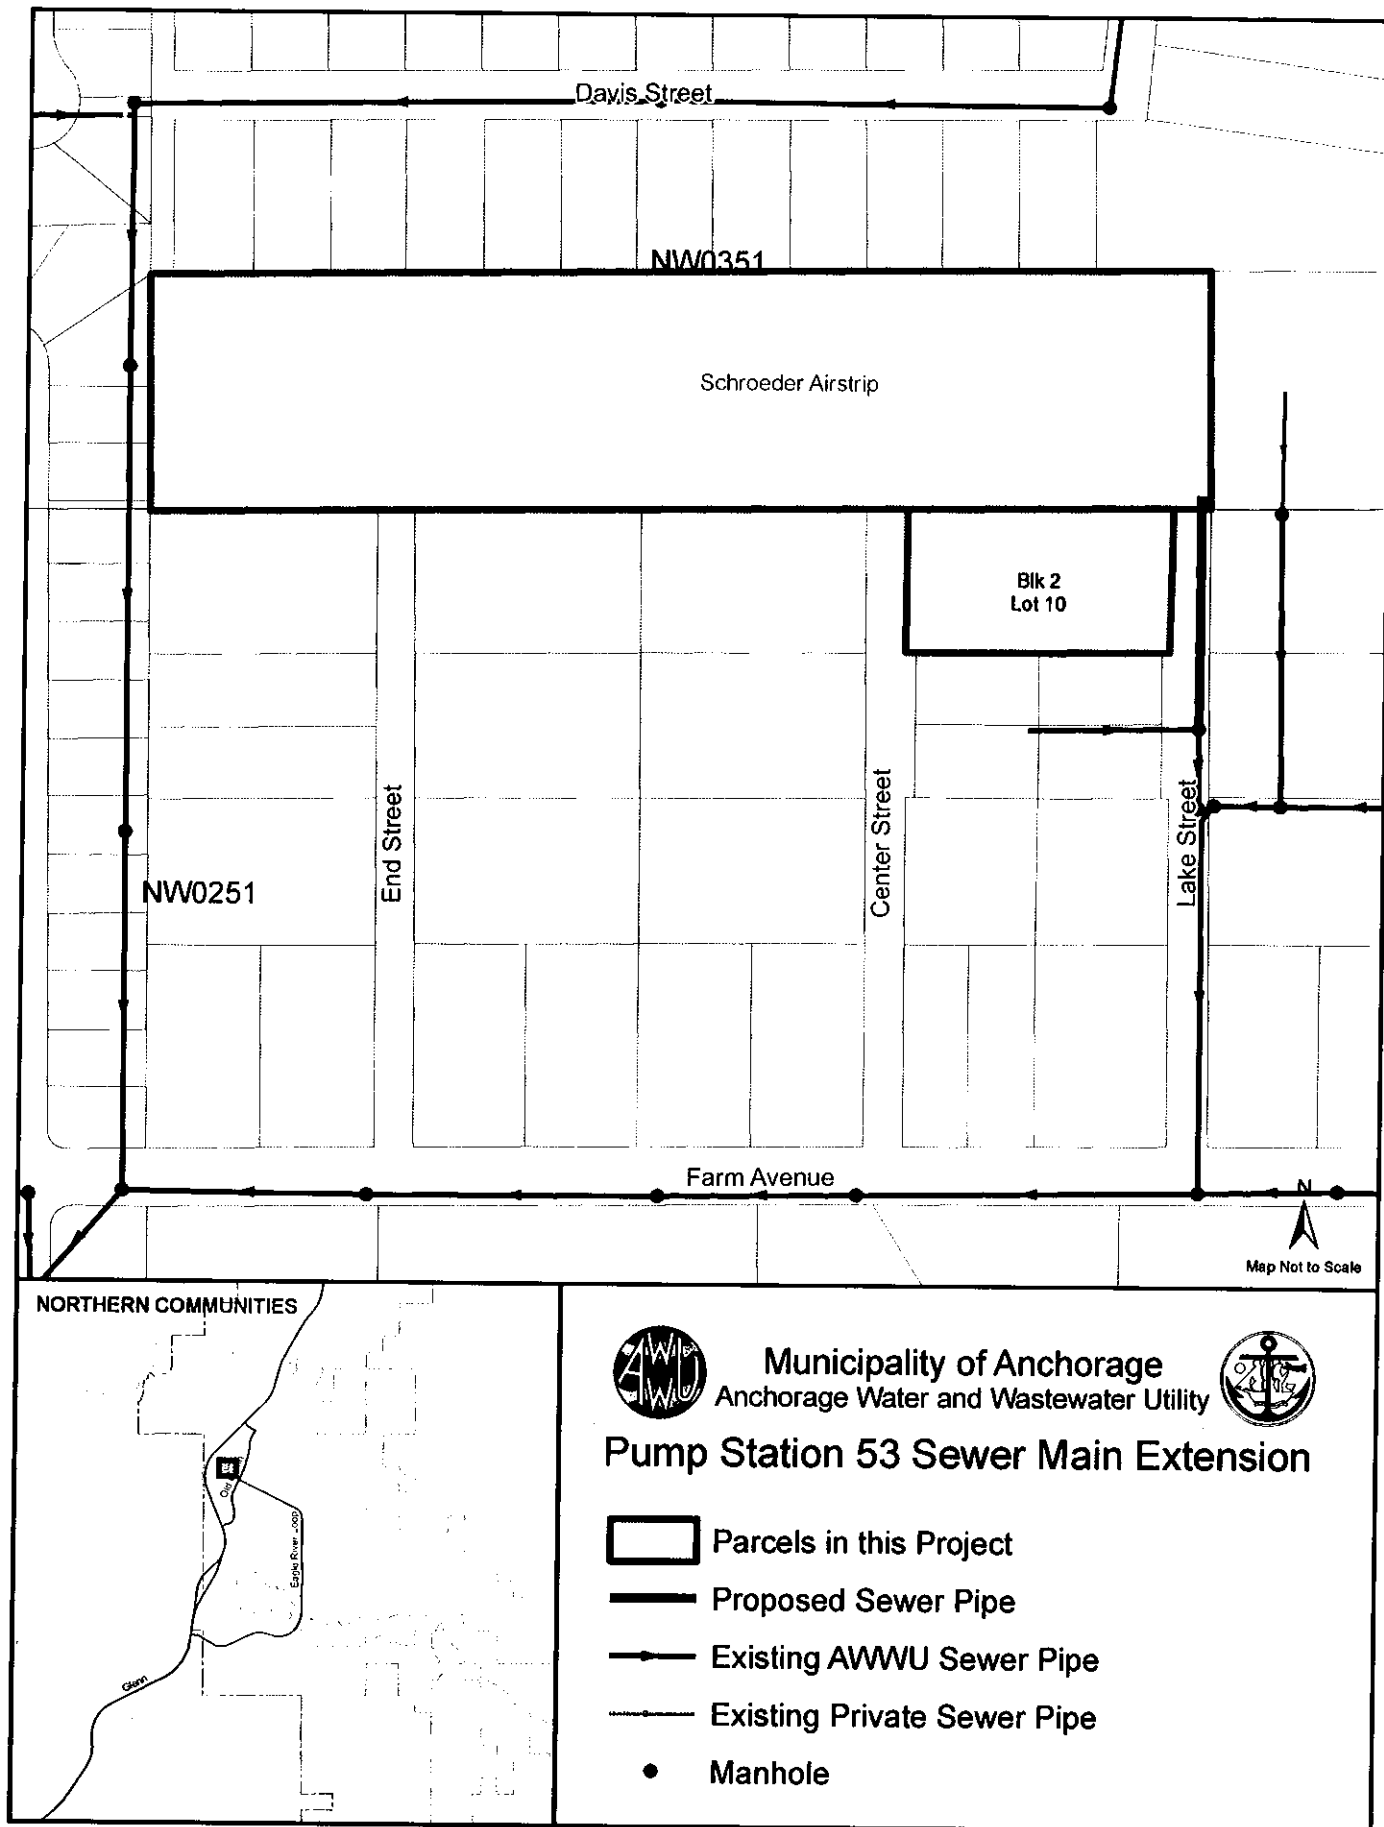 Davis Street
NW0351
Schroeder Airstrip
Blk 2
Lot 10
End Street
Center Street
Lake Street
NW0251
Farm Avenue
N
Map Not to Scale
NORTHERN COMMUNITIES
Old
Eagle River Loop
Glenn
AWWU
Municipality of Anchorage
Anchorage Water and Wastewater Utility
Pump Station 53 Sewer Main Extension
Parcels in this Project
Proposed Sewer Pipe
Existing AWWU Sewer Pipe
Existing Private Sewer Pipe
Manhole